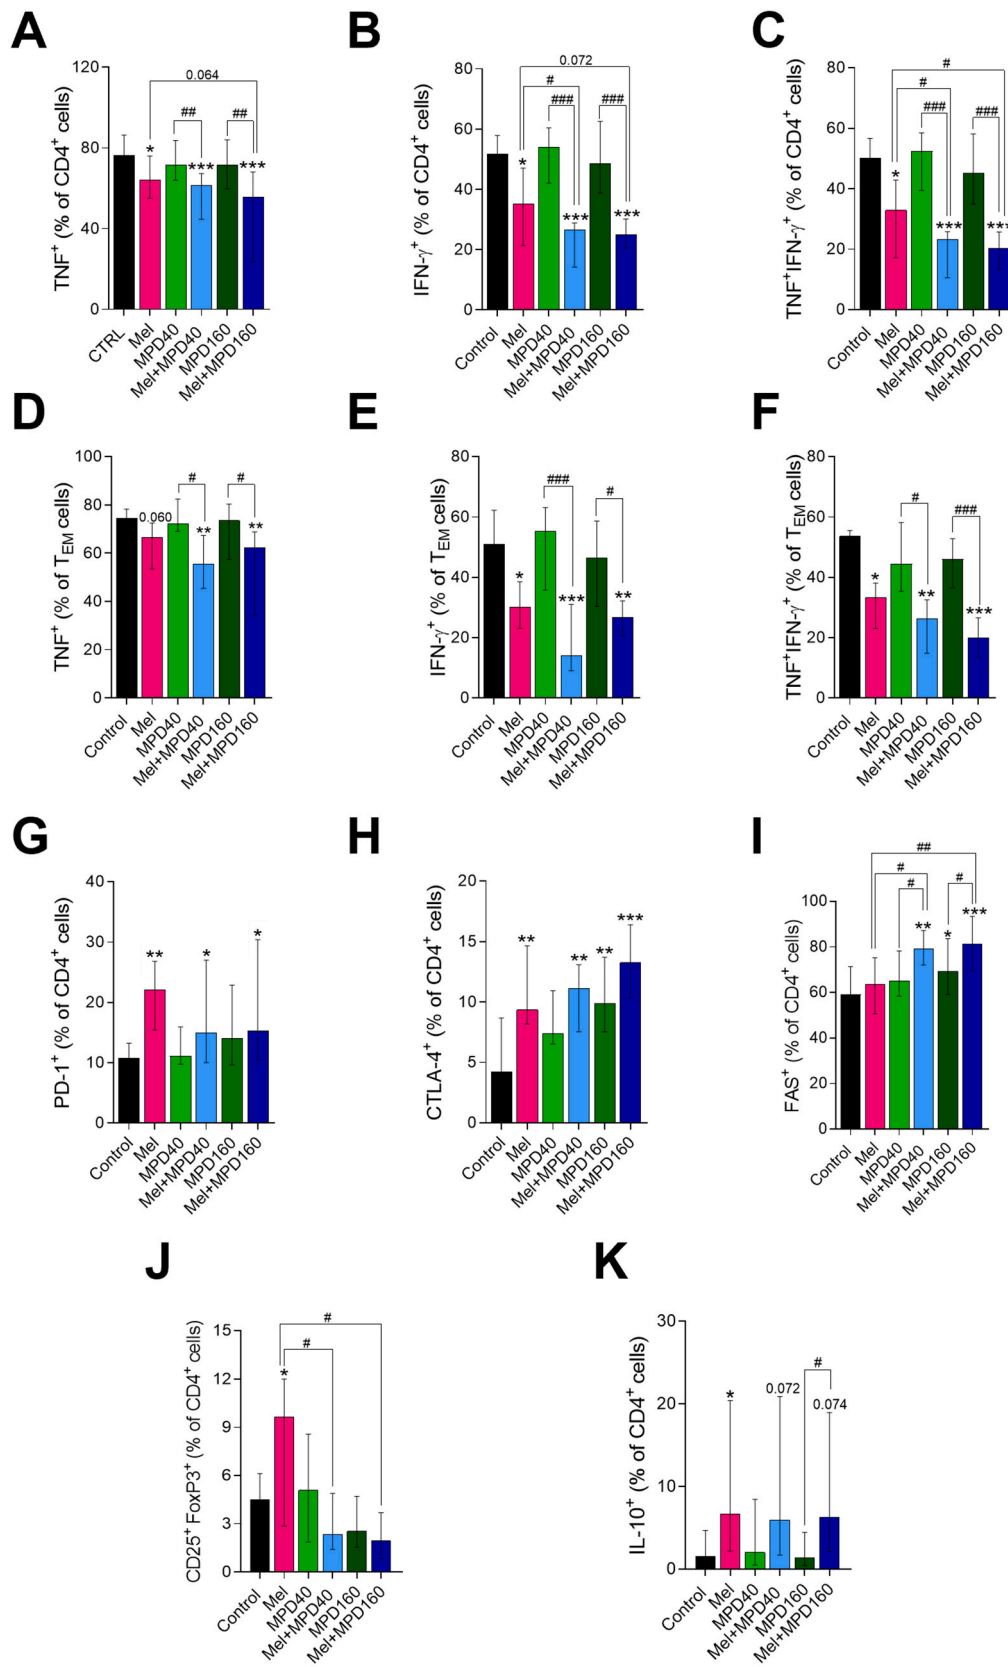 A
TNF+ (% of CD4+ cells)
120
80
40
0
0.064
##
##
*
***
***
CTRL
Mel
MPD40
Mel+MPD40
MPD160
Mel+MPD160
B
IFN-γ+ (% of CD4+ cells)
80
60
40
20
0
0.072
#
###
###
*
***
***
Control
Mel
MPD40
Mel+MPD40
MPD160
Mel+MPD160
C
TNF+IFN-γ+ (% of CD4+ cells)
80
60
40
20
0
#
#
###
###
*
***
***
Control
Mel
MPD40
Mel+MPD40
MPD160
Mel+MPD160
D
TNF+ (% of TEM cells)
100
80
60
40
20
0
#
#
0.060
**
**
Control
Mel
MPD40
Mel+MPD40
MPD160
Mel+MPD160
E
IFN-γ+ (% of TEM cells)
80
60
40
20
0
###
#
*
***
**
Control
Mel
MPD40
Mel+MPD40
MPD160
Mel+MPD160
F
TNF+IFN-γ+ (% of TEM cells)
80
60
40
20
0
#
###
*
**
***
Control
Mel
MPD40
Mel+MPD40
MPD160
Mel+MPD160
G
PD-1+ (% of CD4+ cells)
40
30
20
10
0
**
*
*
Control
Mel
MPD40
Mel+MPD40
MPD160
Mel+MPD160
H
CTLA-4+ (% of CD4+ cells)
20
15
10
5
0
**
**
**
***
Control
Mel
MPD40
Mel+MPD40
MPD160
Mel+MPD160
I
FAS+ (% of CD4+ cells)
100
80
60
40
20
0
##
#
#
#
**
*
***
Control
Mel
MPD40
Mel+MPD40
MPD160
Mel+MPD160
J
CD25+ FoxP3+ (% of CD4+ cells)
15
12
9
6
3
0
#
#
*
Control
Mel
MPD40
Mel+MPD40
MPD160
Mel+MPD160
K
IL-10+ (% of CD4+ cells)
30
20
10
0
#
*
0.072
0.074
Control
Mel
MPD40
Mel+MPD40
MPD160
Mel+MPD160